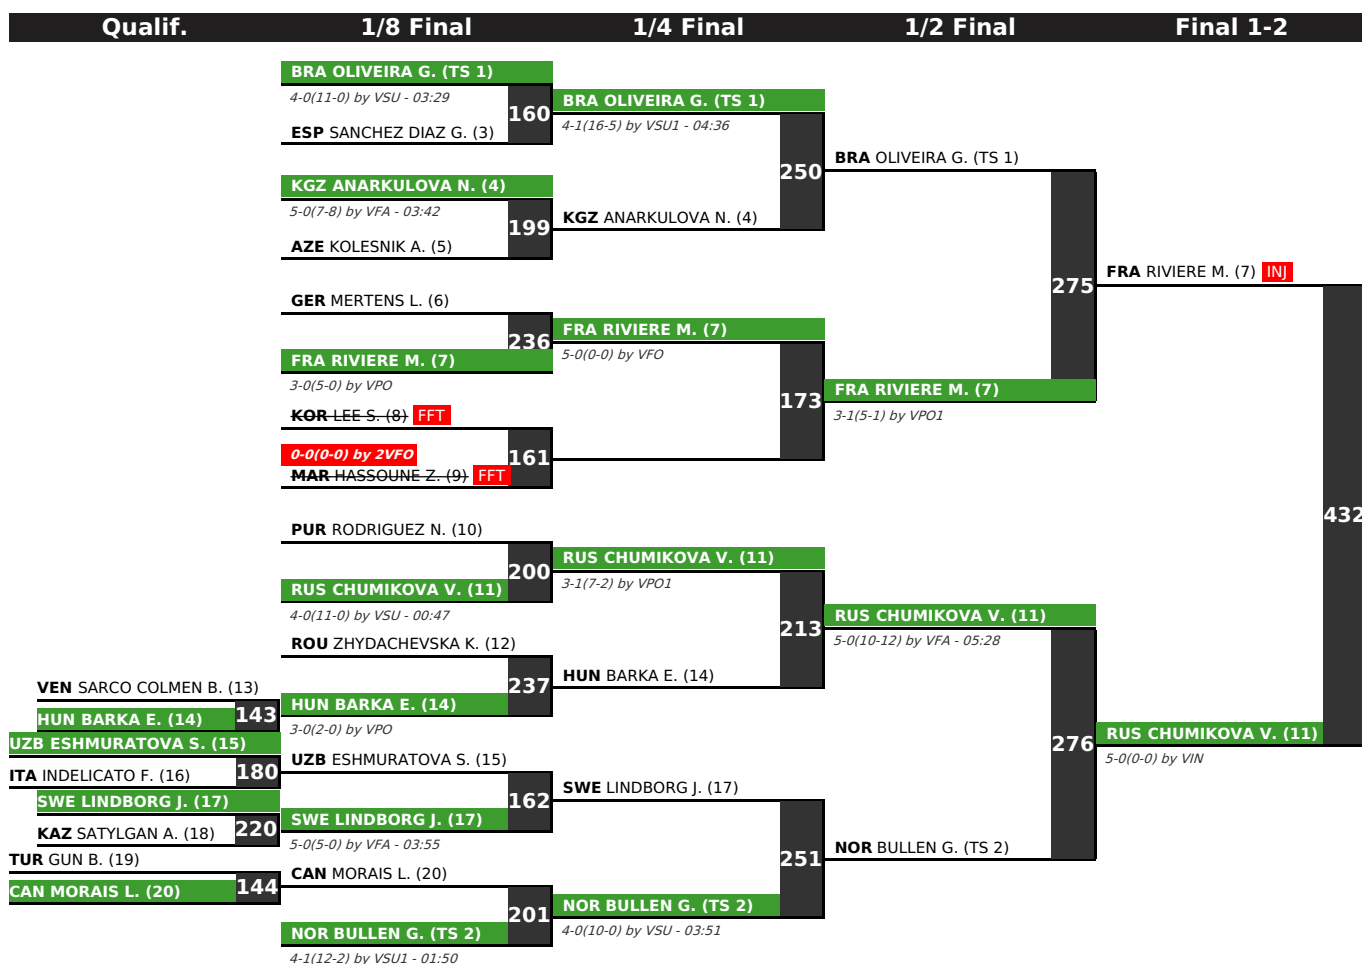 Qualif.
1/8 Final
1/4 Final
1/2 Final
Final 1-2
VEN SARCO COLMEN B. (13)
143
HUN BARKA E. (14)
UZB ESHMURATOVA S. (15)
180
ITA INDELICATO F. (16)
SWE LINDBORG J. (17)
220
KAZ SATYLGAN A. (18)
TUR GUN B. (19)
144
CAN MORAIS L. (20)
BRA OLIVEIRA G. (TS 1)
4-0(11-0) by VSU - 03:29
160
ESP SANCHEZ DIAZ G. (3)
KGZ ANARKULOVA N. (4)
5-0(7-8) by VFA - 03:42
199
AZE KOLESNIK A. (5)
GER MERTENS L. (6)
236
FRA RIVIERE M. (7)
3-0(5-0) by VPO
KOR LEE S. (8) FFT
0-0(0-0) by 2VFO
161
MAR HASSOUNE Z. (9) FFT
PUR RODRIGUEZ N. (10)
200
RUS CHUMIKOVA V. (11)
4-0(11-0) by VSU - 00:47
ROU ZHYDACHEVSKA K. (12)
237
HUN BARKA E. (14)
3-0(2-0) by VPO
UZB ESHMURATOVA S. (15)
162
SWE LINDBORG J. (17)
5-0(5-0) by VFA - 03:55
CAN MORAIS L. (20)
201
NOR BULLEN G. (TS 2)
4-1(12-2) by VSU1 - 01:50
BRA OLIVEIRA G. (TS 1)
4-1(16-5) by VSU1 - 04:36
250
KGZ ANARKULOVA N. (4)
FRA RIVIERE M. (7)
5-0(0-0) by VFO
173
RUS CHUMIKOVA V. (11)
3-1(7-2) by VPO1
213
HUN BARKA E. (14)
SWE LINDBORG J. (17)
251
NOR BULLEN G. (TS 2)
4-0(10-0) by VSU - 03:51
BRA OLIVEIRA G. (TS 1)
275
FRA RIVIERE M. (7)
3-1(5-1) by VPO1
RUS CHUMIKOVA V. (11)
5-0(10-12) by VFA - 05:28
276
NOR BULLEN G. (TS 2)
FRA RIVIERE M. (7) INJ
432
RUS CHUMIKOVA V. (11)
5-0(0-0) by VIN